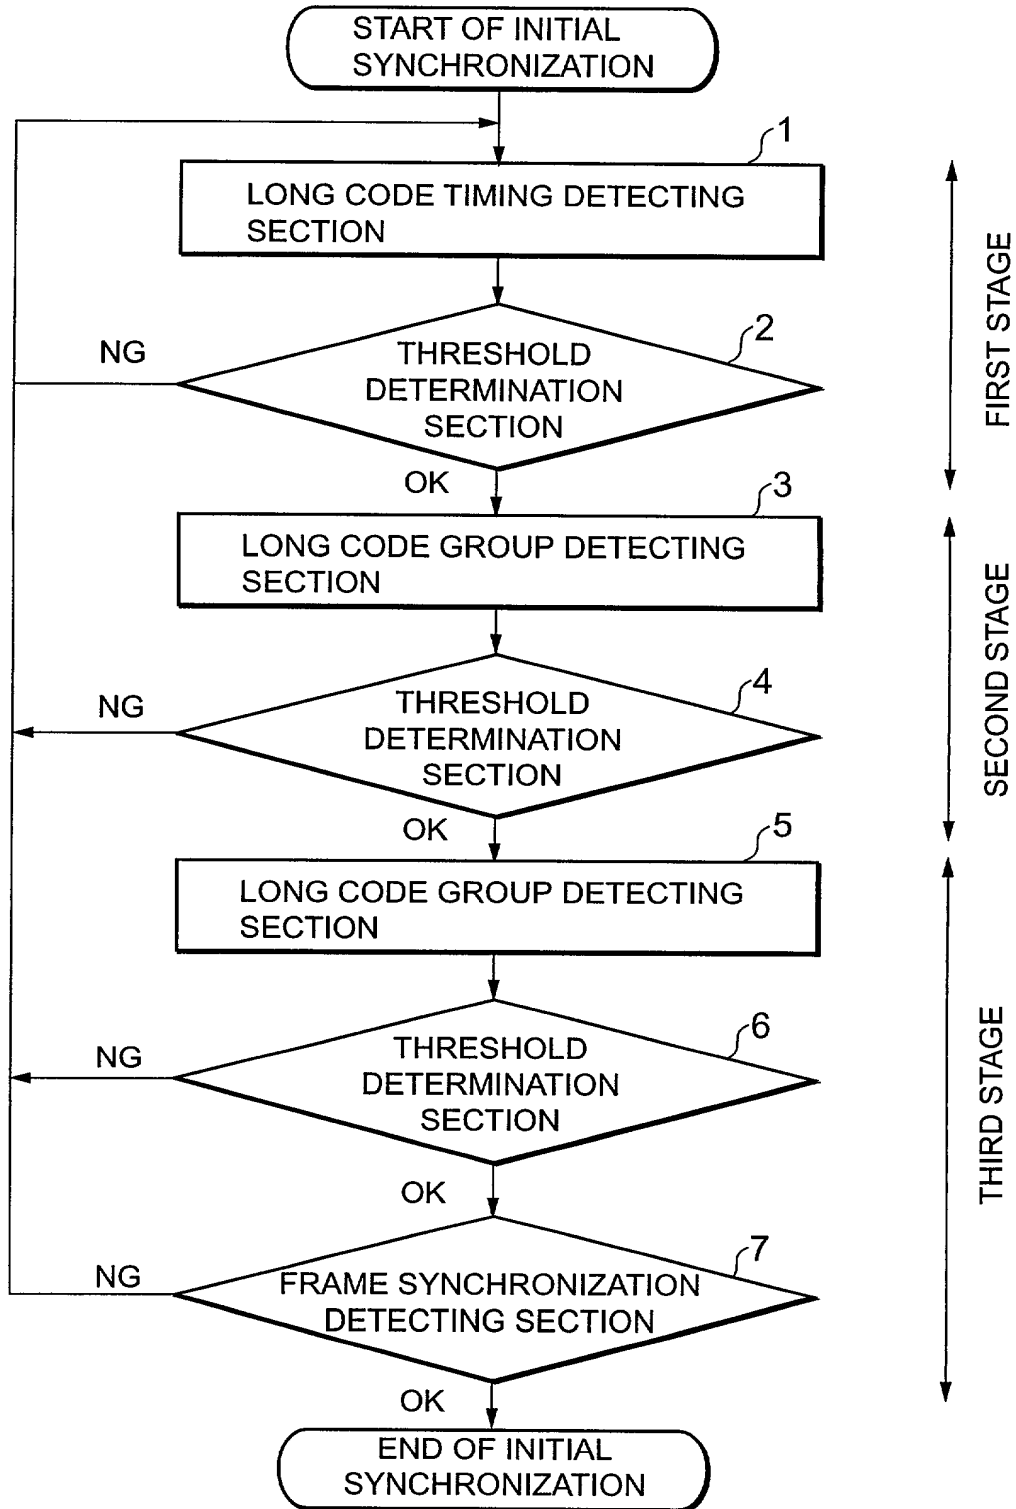 START OF INITIAL
SYNCHRONIZATION
1
LONG CODE TIMING DETECTING
SECTION
2
NG
THRESHOLD
DETERMINATION
SECTION
FIRST STAGE
OK
3
LONG CODE GROUP DETECTING
SECTION
4
NG
THRESHOLD
DETERMINATION
SECTION
SECOND STAGE
OK
5
LONG CODE GROUP DETECTING
SECTION
6
NG
THRESHOLD
DETERMINATION
SECTION
THIRD STAGE
OK
7
NG
FRAME SYNCHRONIZATION
DETECTING SECTION
OK
END OF INITIAL
SYNCHRONIZATION